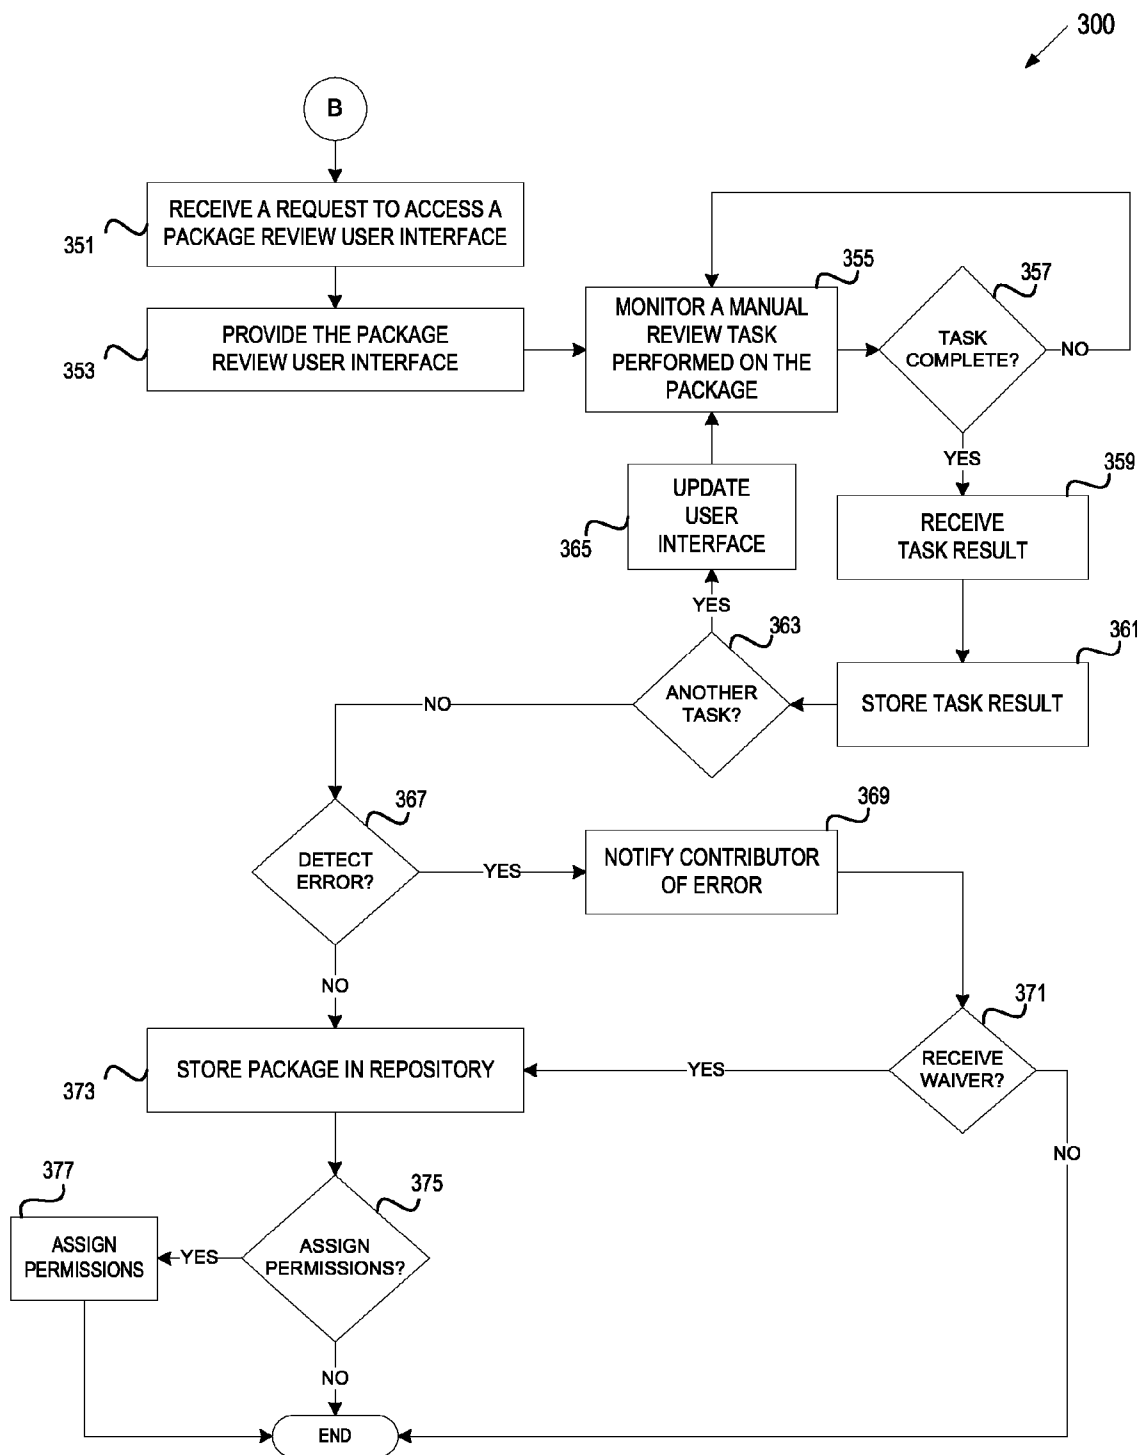 300
B
RECEIVE A REQUEST TO ACCESS A
PACKAGE REVIEW USER INTERFACE
351
PROVIDE THE PACKAGE
REVIEW USER INTERFACE
353
355
MONITOR A MANUAL
REVIEW TASK
PERFORMED ON THE
PACKAGE
357
TASK
COMPLETE?
NO
YES
359
RECEIVE
TASK RESULT
361
STORE TASK RESULT
UPDATE
USER
INTERFACE
365
YES
363
ANOTHER
TASK?
NO
367
DETECT
ERROR?
YES
369
NOTIFY CONTRIBUTOR
OF ERROR
NO
371
RECEIVE
WAIVER?
YES
NO
STORE PACKAGE IN REPOSITORY
373
375
ASSIGN
PERMISSIONS?
YES
377
ASSIGN
PERMISSIONS
NO
END